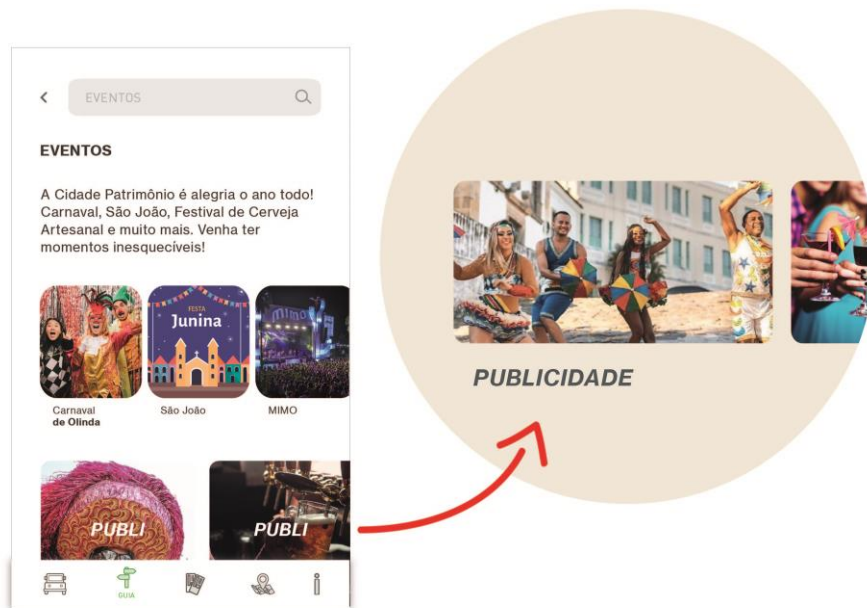 EVENTOS
EVENTOS
A Cidade Patrimônio é alegria o ano todo!
Carnaval, São João, Festival de Cerveja
Artesanal e muito mais. Venha ter
momentos inesquecíveis!
FESTA
Junina
mimo
Carnaval
de Olinda
São João
MIMO
PUBLI
PUBLI
GUIA
PUBLICIDADE